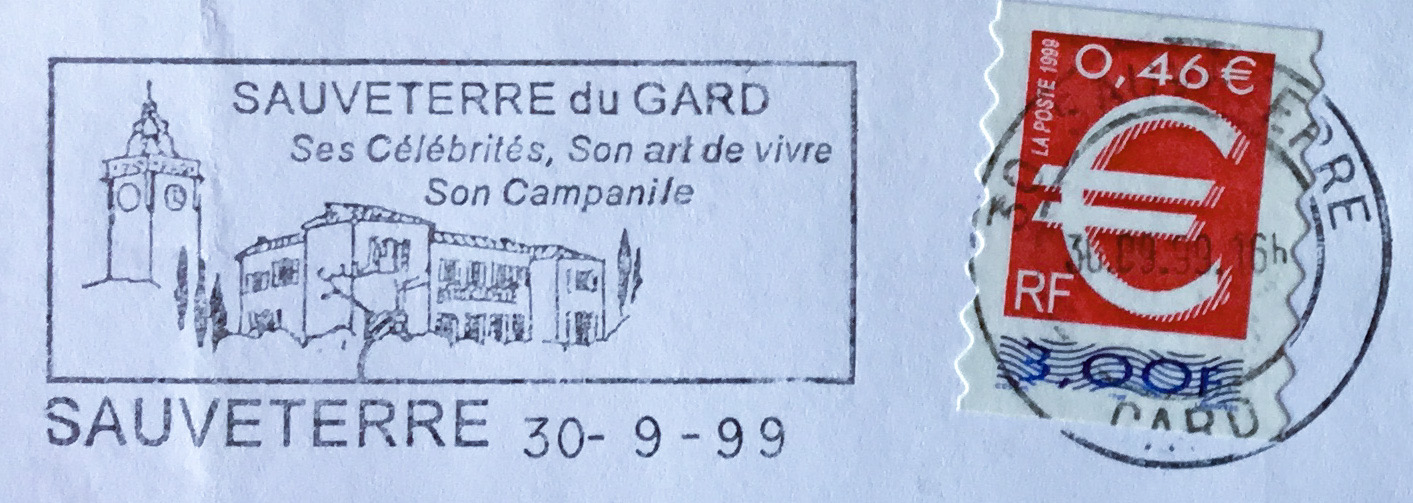 SAUVETERRE du GARD
Ses Célébrités, Son art de vivre
Son Campanile
SAUVETERRE 30- 9 - 99
0,46 €
LA POSTE 1999
€
RF
3,00F
30.09.99.16h
GARD